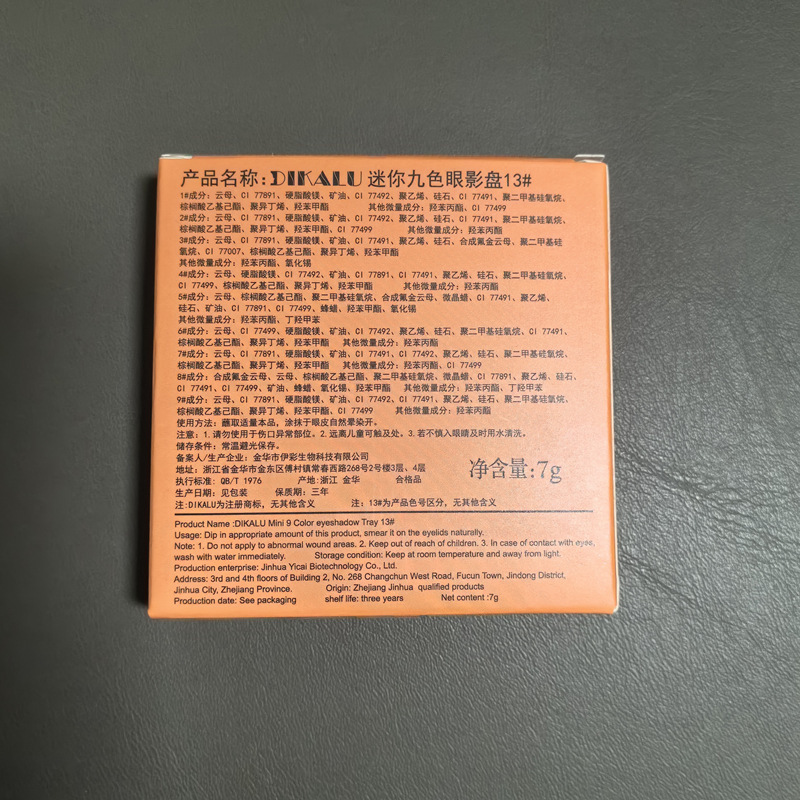 产品名称:DIKALU 迷你九色眼影盘13#
1#成分: 云母、CI 77891、硬脂酸镁、矿油、CI 77492、聚乙烯、硅石、CI 77491、聚二甲基硅氧烷、
棕榈酸乙基己酯、聚异丁烯、羟苯甲酯 其他微量成分: 羟苯丙酯、CI 77499
2#成分: 云母、CI 77891、硬脂酸镁、矿油、CI 77492、聚乙烯、硅石、CI 77491、聚二甲基硅氧烷、
棕榈酸乙基己酯、聚异丁烯、羟苯甲酯、CI 77499 其他微量成分: 羟苯丙酯
3#成分: 云母、CI 77891、硬脂酸镁、矿油、CI 77491、聚乙烯、硅石、合成氟金云母、聚二甲基硅
氧烷、CI 77007、棕榈酸乙基己酯、聚异丁烯、羟苯甲酯
其他微量成分: 羟苯丙酯、氧化锡
4#成分: 云母、硬脂酸镁、CI 77492、矿油、CI 77891、CI 77491、聚乙烯、硅石、聚二甲基硅氧烷、
CI 77499、棕榈酸乙基己酯、聚异丁烯、羟苯甲酯 其他微量成分: 羟苯丙酯
5#成分: 云母、棕榈酸乙基己酯、聚二甲基硅氧烷、合成氟金云母、微晶蜡、CI 77491、聚乙烯、
硅石、矿油、CI 77891、CI 77499、蜂蜡、羟苯甲酯、氧化锡
其他微量成分: 羟苯丙酯、丁羟甲苯
6#成分: 云母、CI 77499、硬脂酸镁、矿油、CI 77492、聚乙烯、硅石、聚二甲基硅氧烷、CI 77491、
棕榈酸乙基己酯、聚异丁烯、羟苯甲酯 其他微量成分: 羟苯丙酯
7#成分: 云母、CI 77891、硬脂酸镁、矿油、CI 77491、CI 77492、聚乙烯、硅石、聚二甲基硅氧烷、
棕榈酸乙基己酯、聚异丁烯、羟苯甲酯 其他微量成分: 羟苯丙酯、CI 77499
8#成分: 合成氟金云母、云母、棕榈酸乙基己酯、聚二甲基硅氧烷、微晶蜡、CI 77891、聚乙烯、硅石、
CI 77491、CI 77499、矿油、蜂蜡、氧化锡、羟苯甲酯 其他微量成分: 羟苯丙酯、丁羟甲苯
9#成分: 云母、CI 77891、硬脂酸镁、矿油、CI 77492、CI 77491、聚乙烯、硅石、聚二甲基硅氧烷、
棕榈酸乙基己酯、聚异丁烯、羟苯甲酯、CI 77499 其他微量成分: 羟苯丙酯
使用方法: 蘸取适量本品，涂抹于眼皮自然晕染开。
注意: 1.请勿使用于伤口异常部位。2.远离儿童可触及处。3.若不慎入眼睛及时用水清洗。
储存条件: 常温避光保存。
备案人/生产企业: 金华市伊彩生物科技有限公司
地址: 浙江省金华市金东区傅村镇常春西路268号2号楼3层、4层
净含量:7g
执行标准: QB/T 1976 产地:浙江 金华 合格品
生产日期: 见包装 保质期: 三年
注:DIKALU为注册商标，无其他含义 注: 13#为产品色号区分，无其他含义
Product Name :DIKALU Mini 9 Color eyeshadow Tray 13#
Usage: Dip in appropriate amount of this product, smear it on the eyelids naturally.
Note: 1. Do not apply to abnormal wound areas. 2. Keep out of reach of children. 3. In case of contact with eyes,
wash with water immediately. Storage condition: Keep at room temperature and away from light.
Production enterprise: Jinhua Yicai Biotechnology Co., Ltd.
Address: 3rd and 4th floors of Building 2, No. 268 Changchun West Road, Fucun Town, Jindong District,
Jinhua City, Zhejiang Province. Origin: Zhejiang Jinhua qualified products
Production date: See packaging shelf life: three years Net content :7g